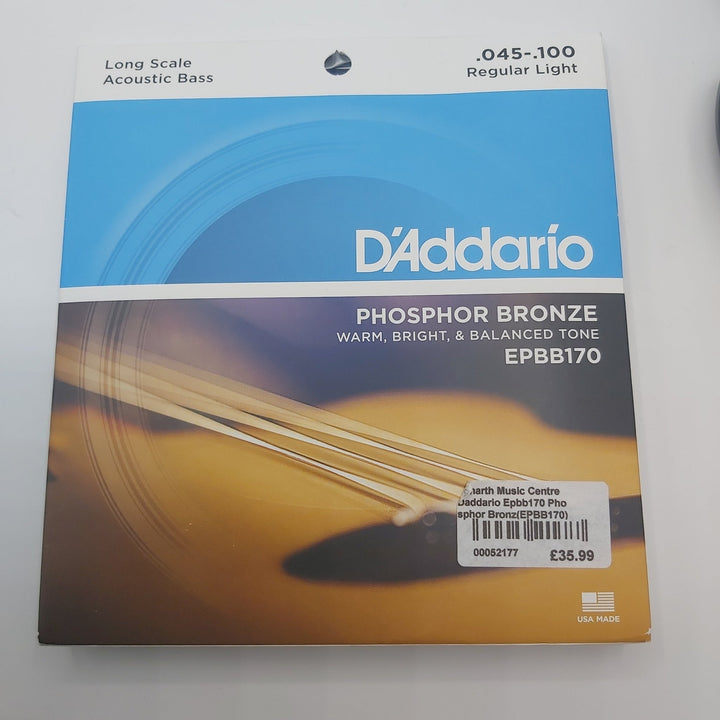 Long Scale
Acoustic Bass
.045-.100
Regular Light
D'Addario
PHOSPHOR BRONZE
WARM, BRIGHT, & BALANCED TONE
EPBB170
Music Centre
Daddario Epbb170 Pho
sphor Bronz(EPBB170)
00052177
£35.99
USA MADE